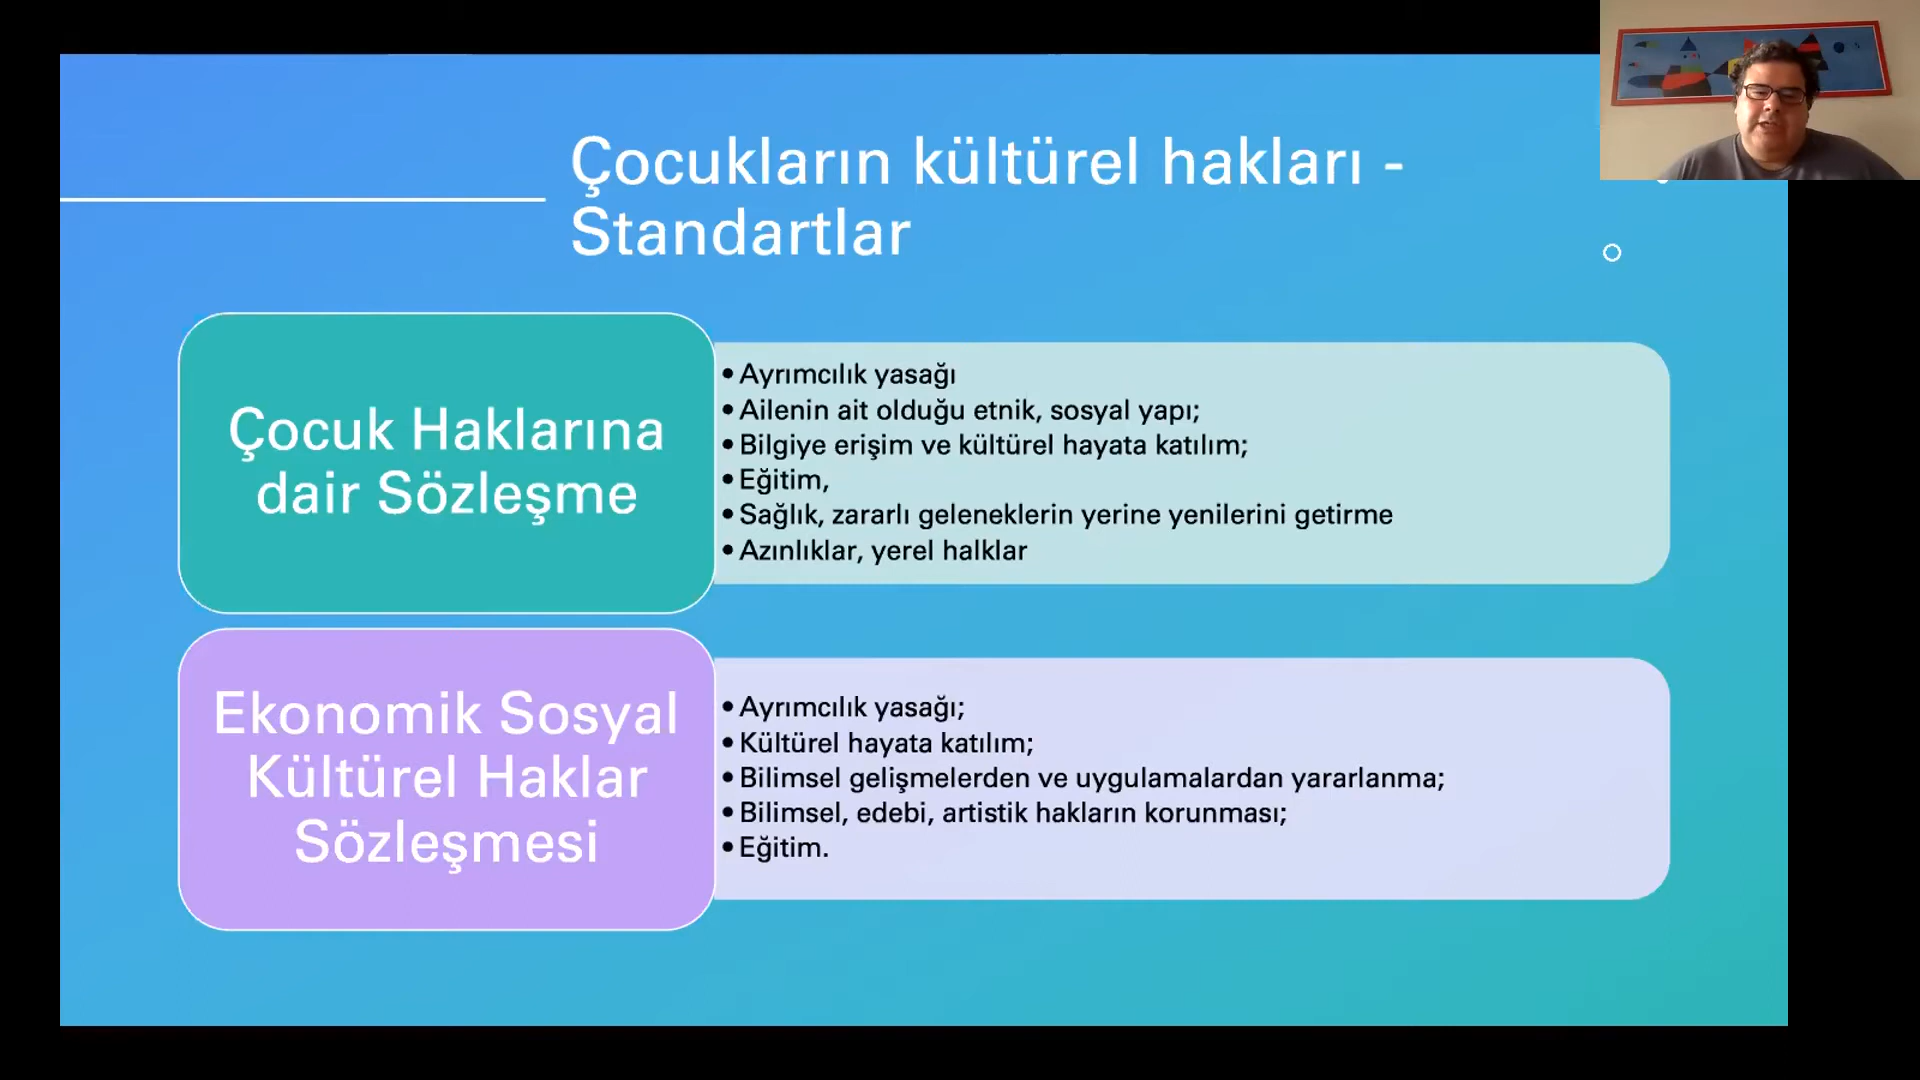 Çocukların kültürel hakları -
Standartlar
Çocuk Haklarına
dair Sözleşme
• Ayrımcılık yasağı
• Ailenin ait olduğu etnik, sosyal yapı;
• Bilgiye erişim ve kültürel hayata katılım;
• Eğitim,
• Sağlık, zararlı geleneklerin yerine yenilerini getirme
• Azınlıklar, yerel halklar
Ekonomik Sosyal
Kültürel Haklar
Sözleşmesi
• Ayrımcılık yasağı;
• Kültürel hayata katılım;
• Bilimsel gelişmelerden ve uygulamalardan yararlanma;
• Bilimsel, edebi, artistik hakların korunması;
• Eğitim.